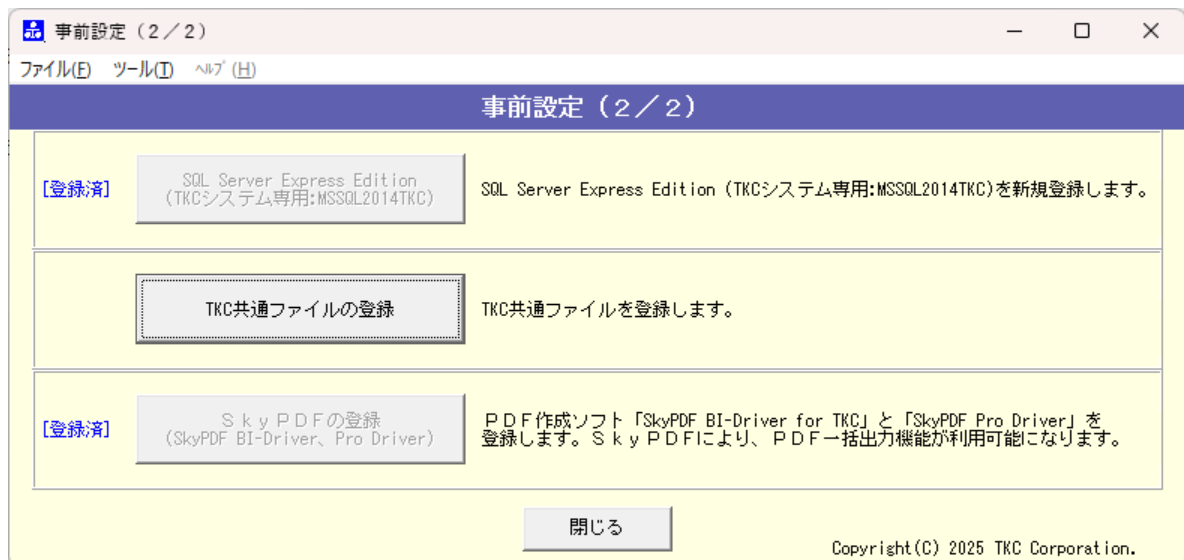 事前設定（２／２）
ファイル(F) ツール(T) ヘルプ(H)
事前設定（２／２）
[登録済]
SQL Server Express Edition
(TKCシステム専用:MSSQL2014TKC)
SQL Server Express Edition (TKCシステム専用:MSSQL2014TKC)を新規登録します。
TKC共通ファイルの登録
TKC共通ファイルを登録します。
[登録済]
ＳｋｙＰＤＦの登録
(SkyPDF BI-Driver、Pro Driver)
ＰＤＦ作成ソフト「SkyPDF BI-Driver for TKC」と「SkyPDF Pro Driver」を
登録します。ＳｋｙＰＤＦにより、ＰＤＦ一括出力機能が利用可能になります。
閉じる
Copyright(C) 2025 TKC Corporation.